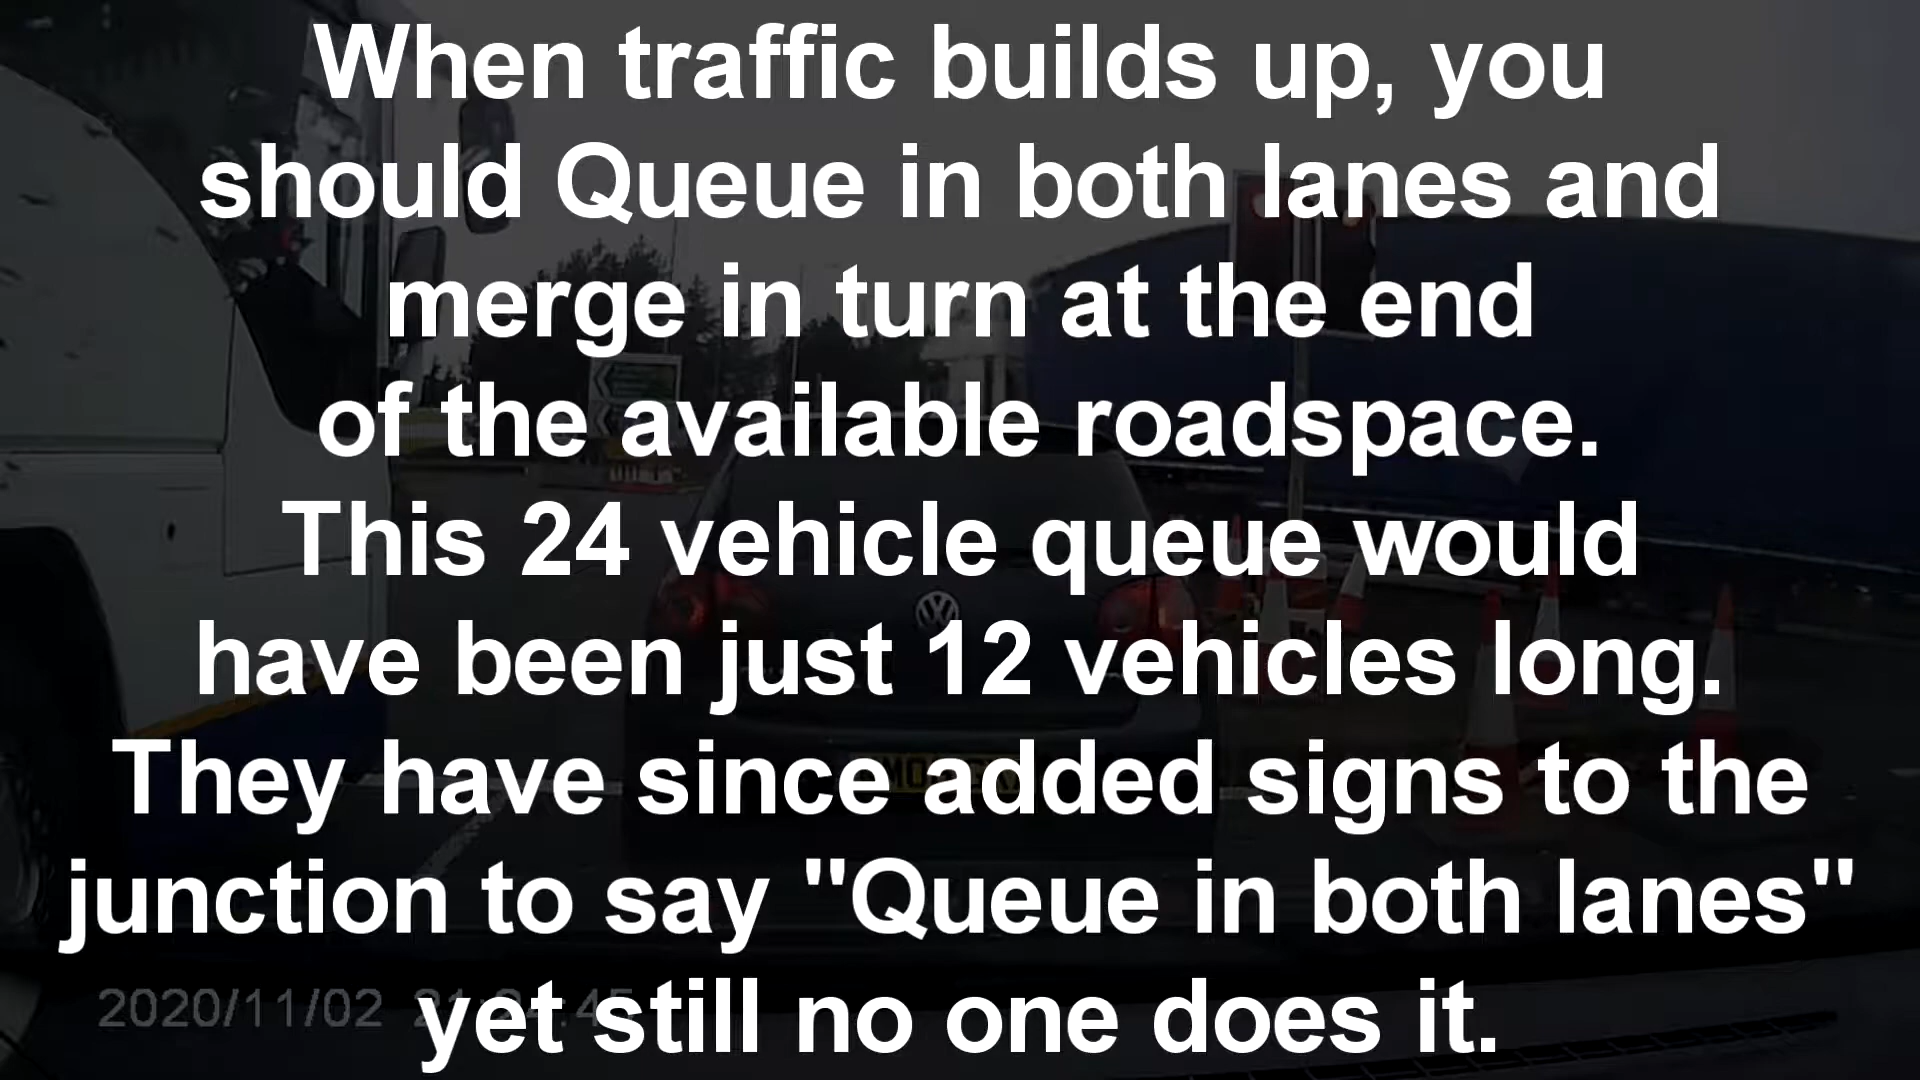 When traffic builds up, you
should Queue in both lanes and
merge in turn at the end
of the available roadspace.
This 24 vehicle queue would
have been just 12 vehicles long.
They have since added signs to the
junction to say "Queue in both lanes"
yet still no one does it.
2020/11/02